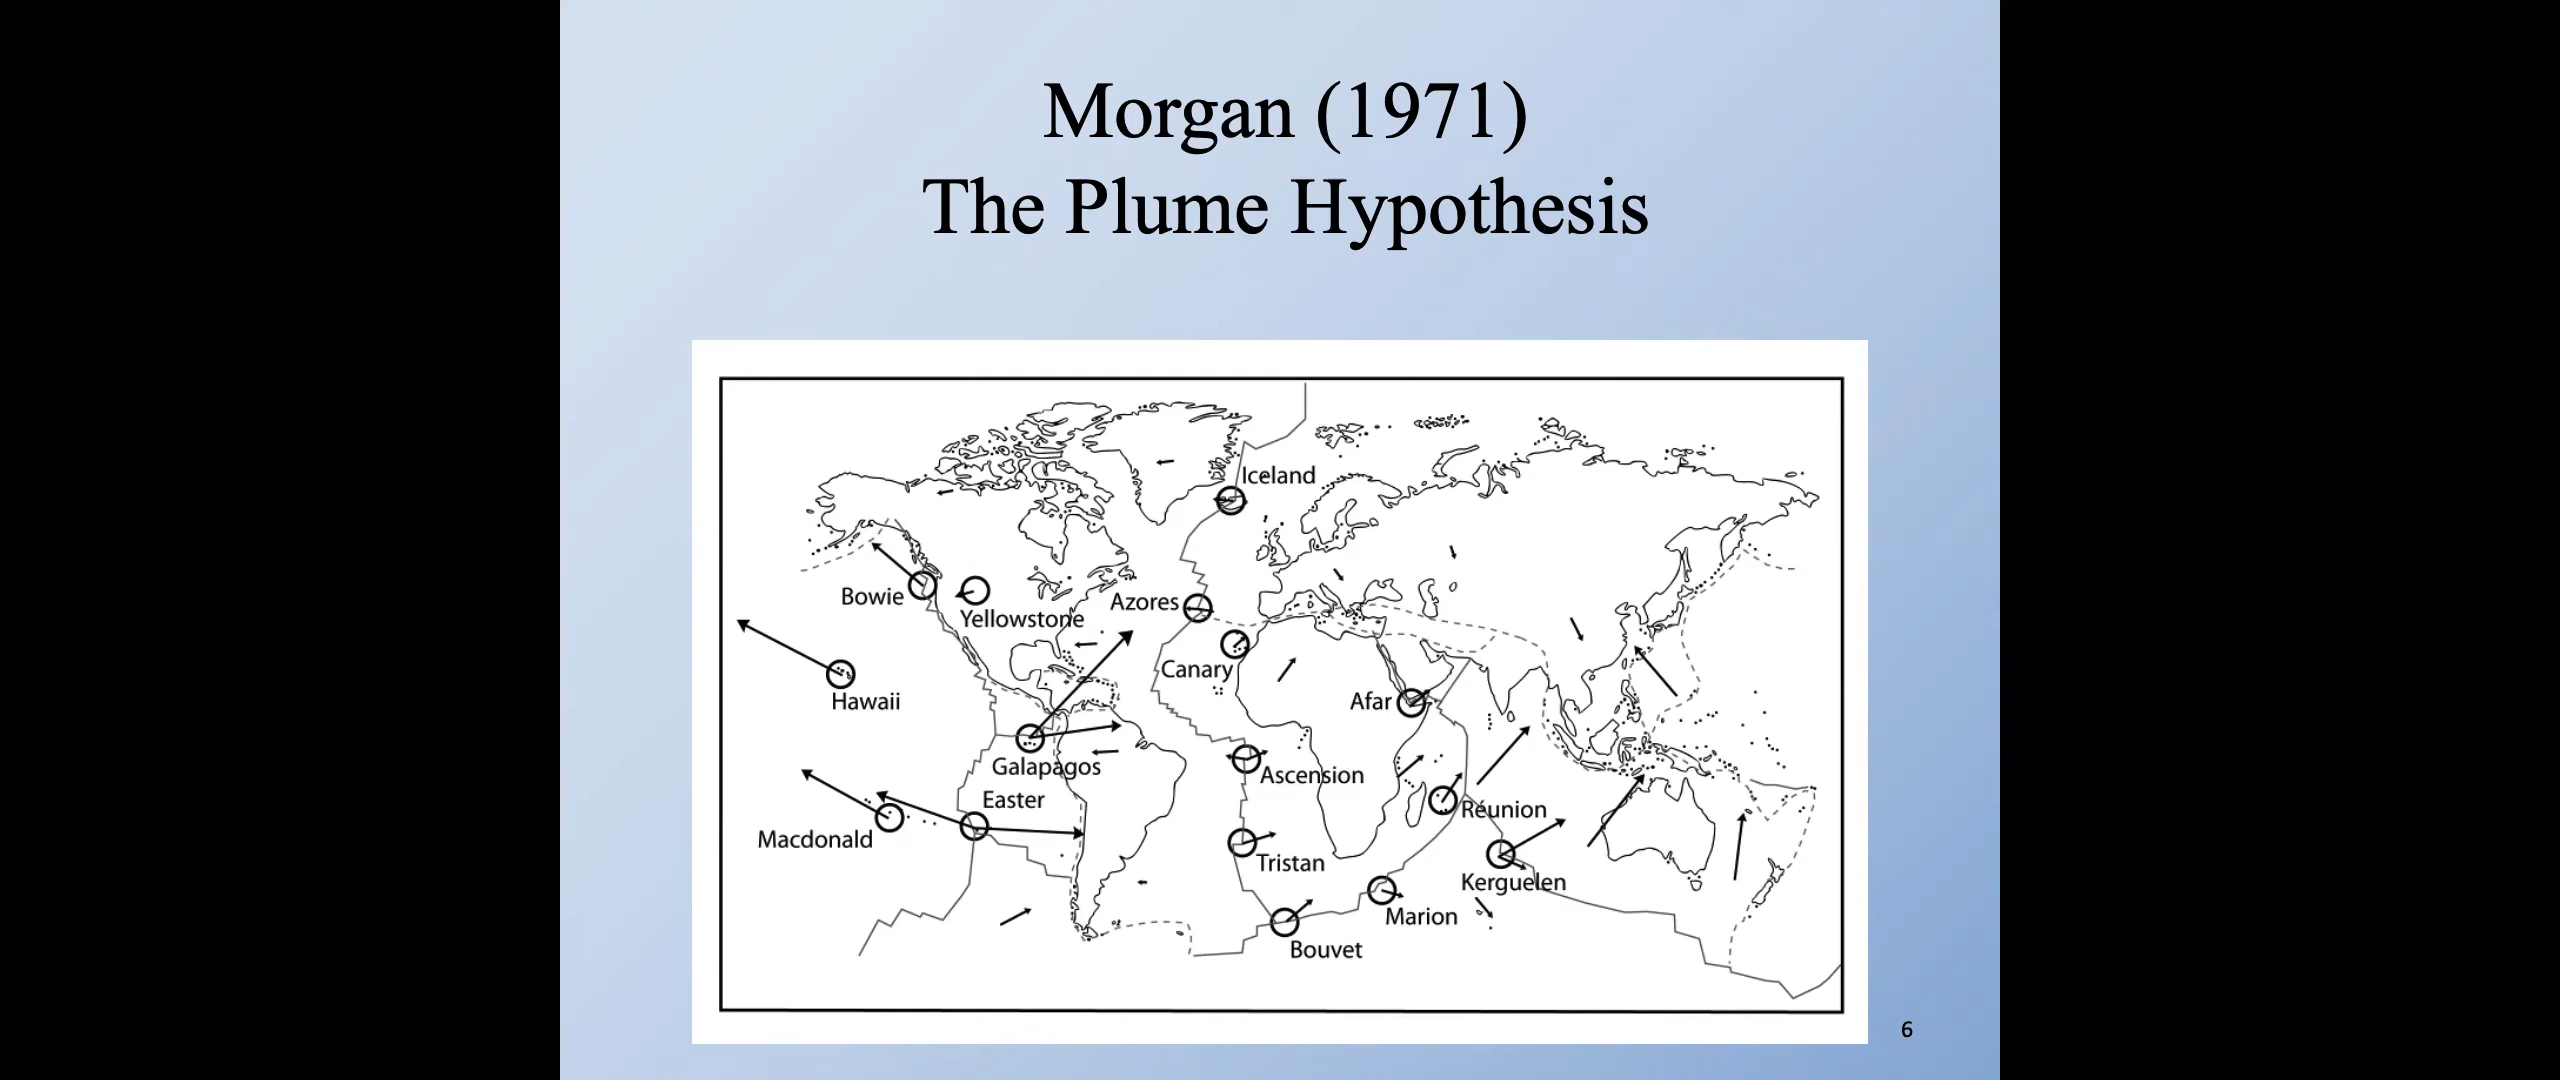 Morgan (1971)
The Plume Hypothesis
Iceland
Bowie
Yellowstone
Azores
Canary
Hawaii
Afar
Galapagos
Ascension
Easter
Réunion
Macdonald
Tristan
Kerguelen
Marion
Bouvet
6